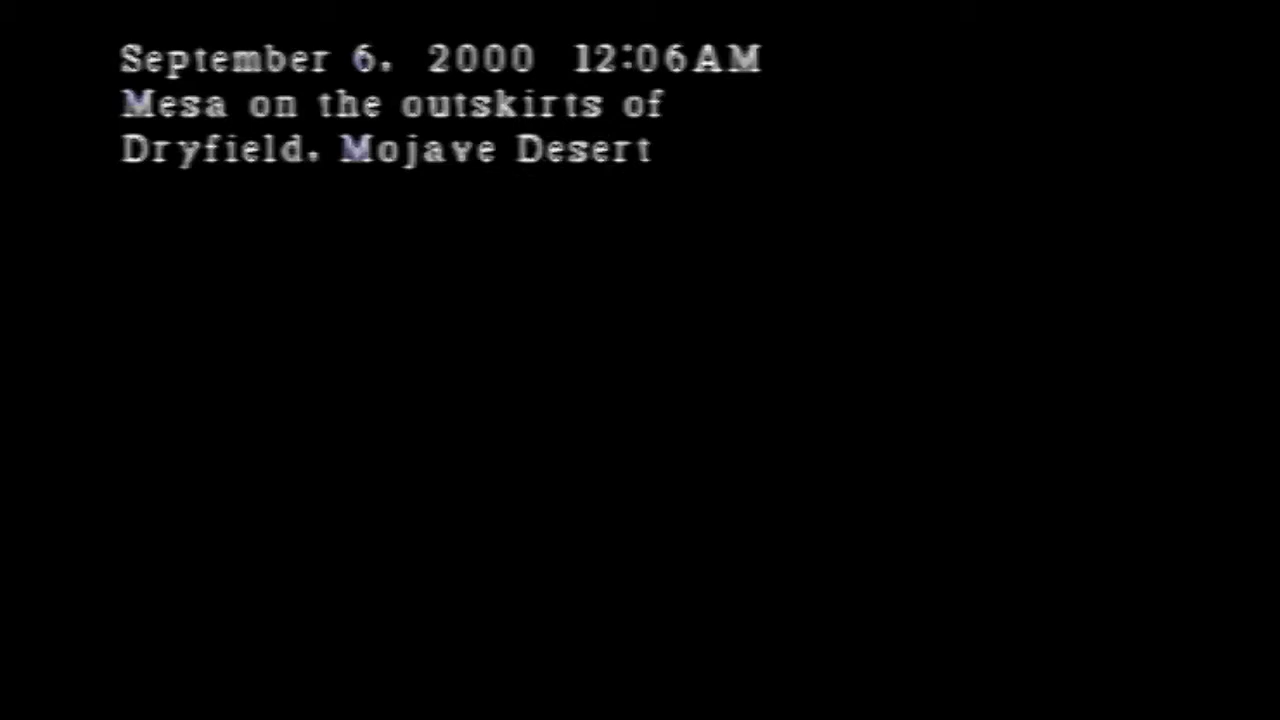 September 6, 2000 12:06AM
Mesa on the outskirts of
Dryfield, Mojave Desert